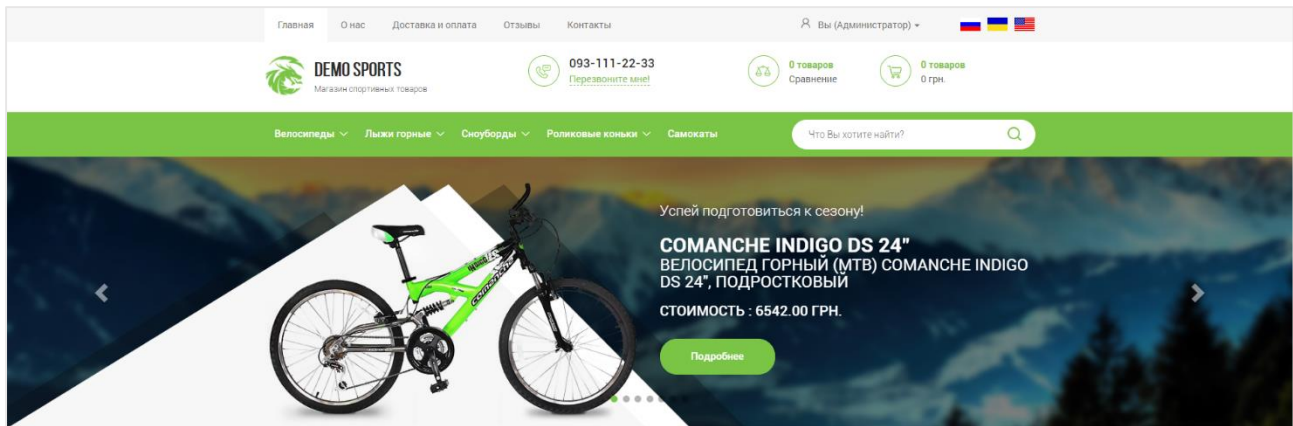 Главная О нас Доставка и оплата Отзывы Контакты Вы (Администратор)
DEMO SPORTS
Магазин спортивных товаров
093-111-22-33
Перезвоните мне!
0 товаров
Сравнение
0 товаров
0 грн.
Велосипеды Лыжи горные Сноуборды Роликовые коньки Самокаты Что Вы хотите найти?
Успей подготовиться к сезону!
COMANCHE INDIGO DS 24"
ВЕЛОСИПЕД ГОРНЫЙ (MTB) COMANCHE INDIGO
DS 24", ПОДРОСТКОВЫЙ
СТОИМОСТЬ : 6542.00 ГРН.
Подробнее
comanche